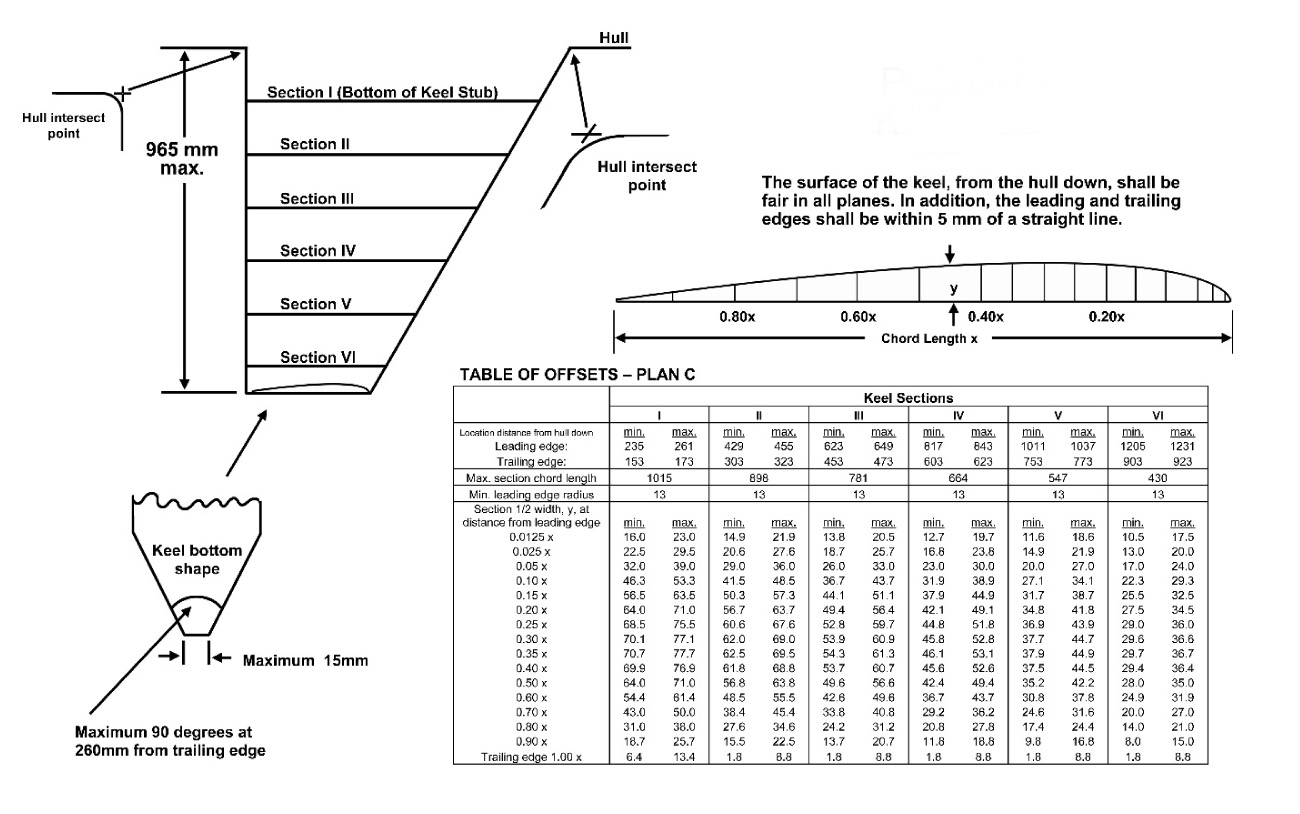 Hull
Hull intersect
point
965 mm
max.
Section I (Bottom of Keel Stub)
Section II
Section III
Section IV
Section V
Section VI
Hull intersect
point
The surface of the keel, from the hull down, shall be
fair in all planes. In addition, the leading and trailing
edges shall be within 5 mm of a straight line.
y
0.80x 0.60x 0.40x 0.20x
Chord Length x
Keel bottom
shape
Maximum 15mm
Maximum 90 degrees at
260mm from trailing edge
TABLE OF OFFSETS – PLAN C
Keel Sections
I II III IV V VI
Location distance from hull down min. max. min. max. min. max. min. max. min. max. min. max.
Leading edge: 235 261 429 455 623 649 817 843 1011 1037 1205 1231
Trailing edge: 153 173 303 323 453 473 603 623 753 773 903 923
Max. section chord length 1015 898 781 664 547 430
Min. leading edge radius 13 13 13 13 13 13
Section 1/2 width, y, at
distance from leading edge min. max. min. max. min. max. min. max. min. max. min. max.
0.0125 x 16.0 23.0 14.9 21.9 13.8 20.5 12.7 19.7 11.6 18.6 10.5 17.5
0.025 x 22.5 29.5 20.6 27.6 18.7 25.7 16.8 23.8 14.9 21.9 13.0 20.0
0.05 x 32.0 39.0 29.0 36.0 26.0 33.0 23.0 30.0 20.0 27.0 17.0 24.0
0.10 x 46.3 53.3 41.5 48.5 36.7 43.7 31.9 38.9 27.1 34.1 22.3 29.3
0.15 x 56.5 63.5 50.3 57.3 44.1 51.1 37.9 44.9 31.7 38.7 25.5 32.5
0.20 x 64.0 71.0 56.7 63.7 49.4 56.4 42.1 49.1 34.8 41.8 27.5 34.5
0.25 x 68.5 75.5 60.6 67.6 52.8 59.7 44.8 51.8 36.9 43.9 29.0 36.0
0.30 x 70.1 77.1 62.0 69.0 53.9 60.9 45.8 52.8 37.7 44.7 29.6 36.6
0.35 x 70.7 77.7 62.5 69.5 54.3 61.3 46.1 53.1 37.9 44.9 29.7 36.7
0.40 x 69.9 76.9 61.8 68.8 53.7 60.7 45.6 52.6 37.5 44.5 29.4 36.4
0.50 x 64.0 71.0 56.8 63.8 49.6 56.6 42.4 49.4 35.2 42.2 28.0 35.0
0.60 x 54.4 61.4 48.5 55.5 42.6 49.6 36.7 43.7 30.8 37.8 24.9 31.9
0.70 x 43.0 50.0 38.4 45.4 33.8 40.8 29.2 36.2 24.6 31.6 20.0 27.0
0.80 x 31.0 38.0 27.6 34.6 24.2 31.2 20.8 27.8 17.4 24.4 14.0 21.0
0.90 x 18.7 25.7 15.5 22.5 13.7 20.7 11.8 18.8 9.8 16.8 8.0 15.0
Trailing edge 1.00 x 6.4 13.4 1.8 8.8 1.8 8.8 1.8 8.8 1.8 8.8 1.8 8.8